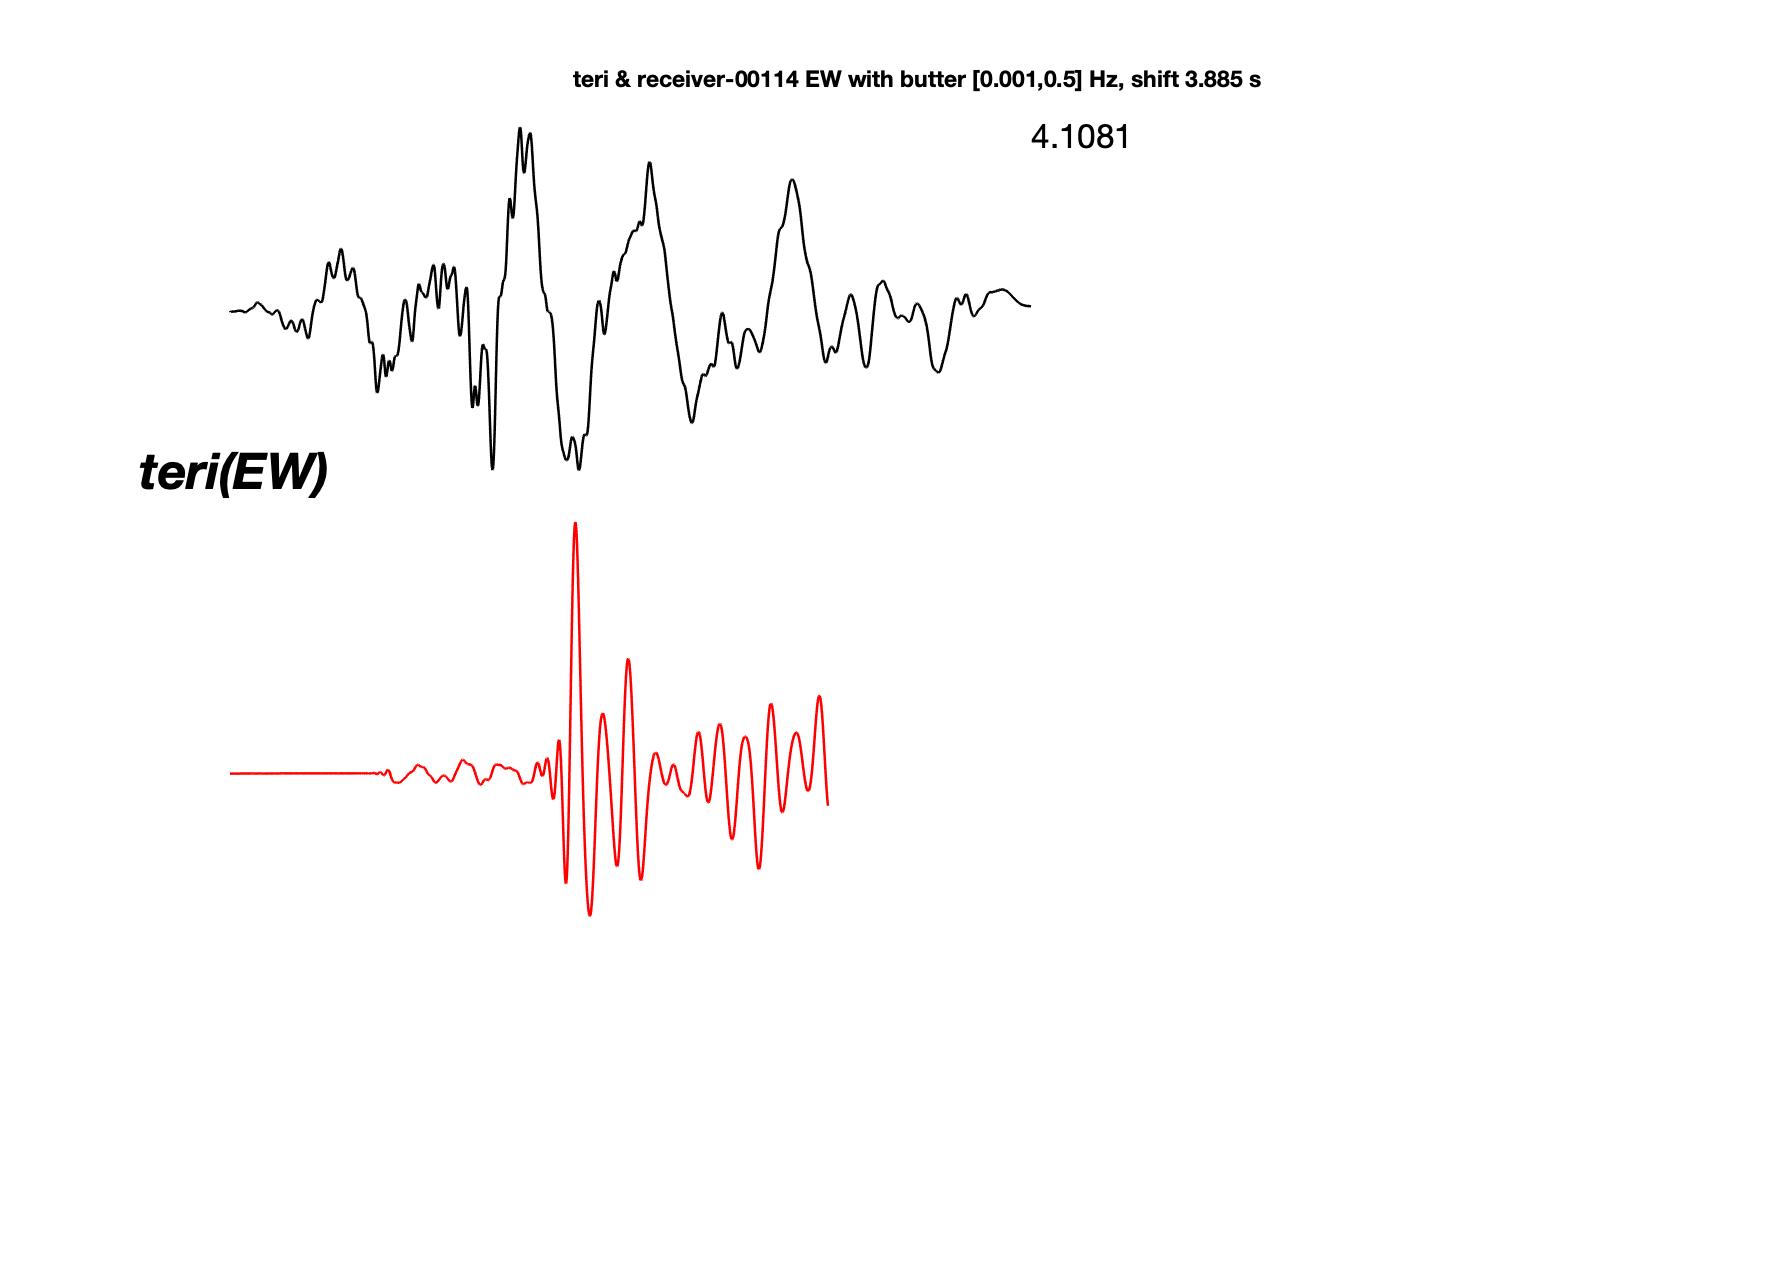 teri & receiver-00114 EW with butter [0.001,0.5] Hz, shift 3.885 s
4.1081
teri(EW)